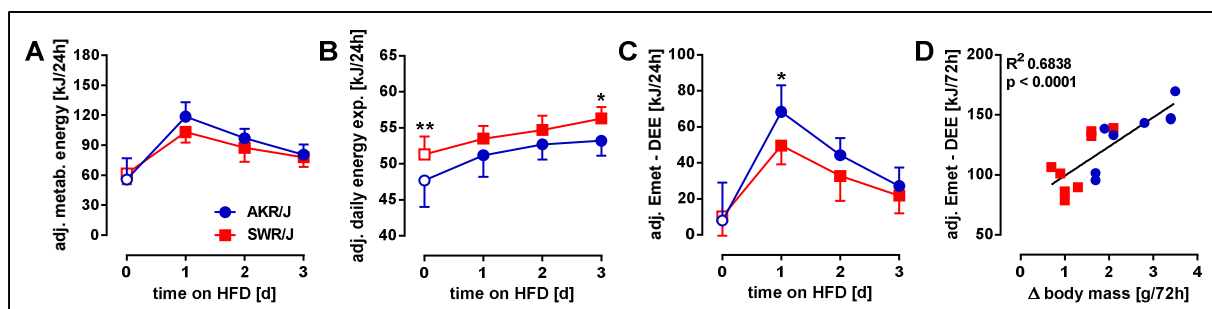 A
adj. metab. energy [kJ/24h]
180
150
120
90
60
30
0
AKR/J
SWR/J
0 1 2 3
time on HFD [d]
B
adj. daily energy exp. [kJ/24h]
65
60
55
50
45
40
**
*
0 1 2 3
time on HFD [d]
C
adj. Emet - DEE [kJ/24h]
100
80
60
40
20
0
*
0 1 2 3
time on HFD [d]
D
adj. Emet - DEE [kJ/72h]
200
150
100
50
R² 0.6838
p < 0.0001
0 1 2 3 4
Δ body mass [g/72h]